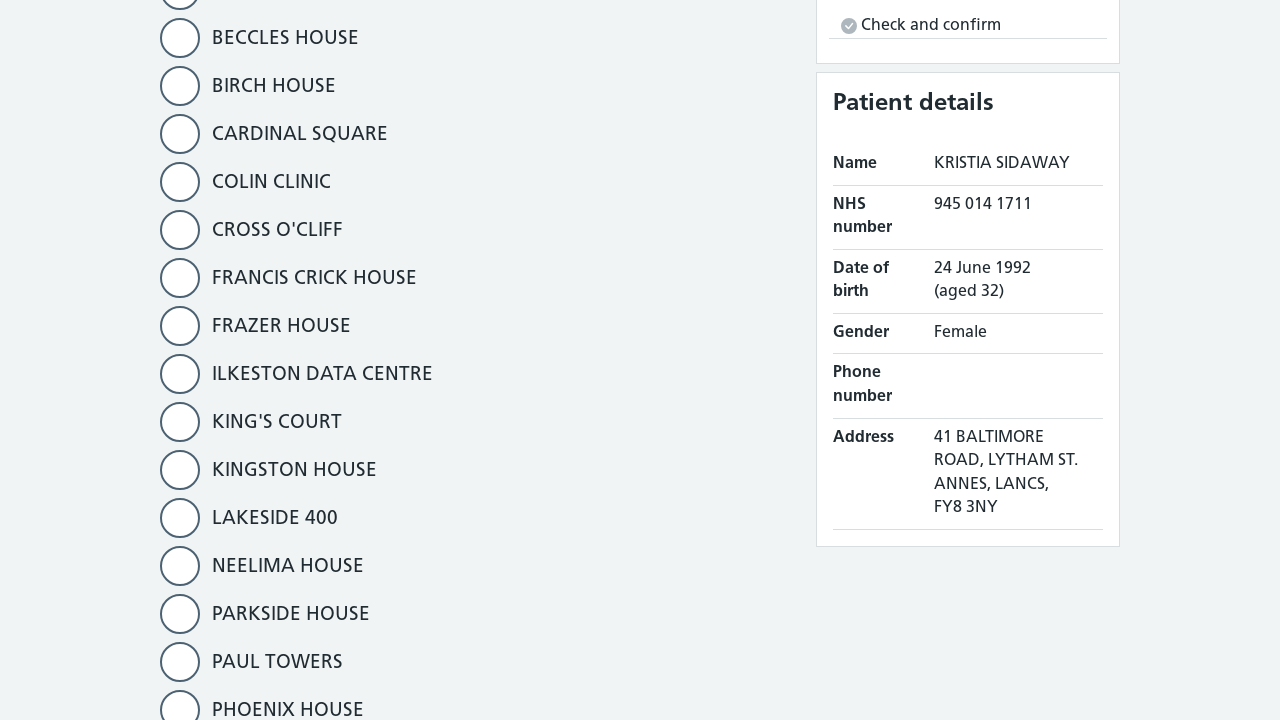 BECCLES HOUSE
BIRCH HOUSE
CARDINAL SQUARE
COLIN CLINIC
CROSS O'CLIFF
FRANCIS CRICK HOUSE
FRAZER HOUSE
ILKESTON DATA CENTRE
KING'S COURT
KINGSTON HOUSE
LAKESIDE 400
NEELIMA HOUSE
PARKSIDE HOUSE
PAUL TOWERS
PHOENIX HOUSE
Check and confirm
Patient details
Name KRISTIA SIDAWAY
NHS 945 014 1711
number
Date of 24 June 1992
birth (aged 32)
Gender Female
Phone
number
Address 41 BALTIMORE
ROAD, LYTHAM ST.
ANNES, LANCS,
FY8 3NY